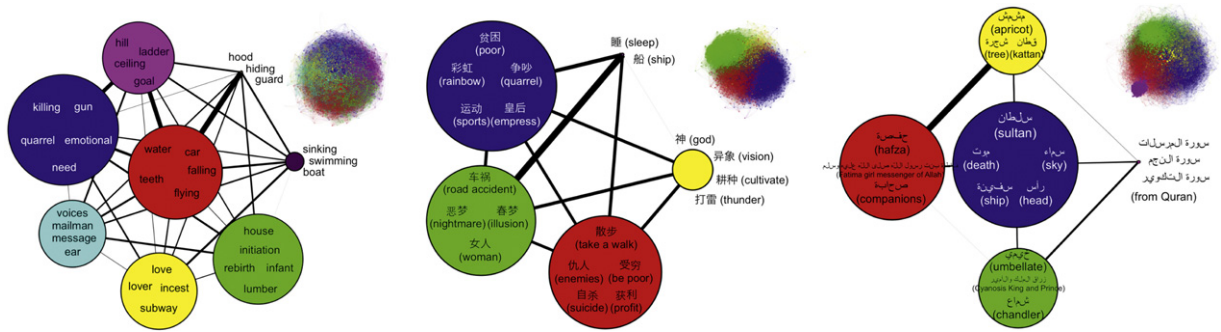 hill
ladder
ceiling
goal
hood
hiding
guard
killing gun
quarrel emotional
need
water car
falling
teeth
flying
sinking
swimming
boat
voices
mailman
message
ear
house
initiation
rebirth infant
lumber
love
lover incest
subway
贫困
(poor)
彩虹 争吵
(rainbow) (quarrel)
运动 皇后
(sports) (empress)
睡 (sleep)
船 (ship)
神 (god)
异象 (vision)
耕种 (cultivate)
打雷 (thunder)
车祸
(road accident)
恶梦 春梦
(nightmare) (illusion)
女人
(woman)
散步
(take a walk)
仇人 受穷
(enemies) (be poor)
自杀 获利
(suicide) (profit)
مشمش
(apricot)
شجرة قطان
(tree) (kattan)
سلطان
(sultan)
موت سماء
(death) (sky)
سفينة رأس
(ship) (head)
حفصة
(hafza)
(Fatima girl messenger of Allah)
صحابة
(companions)
سورة المرسلات
سورة النجم
سورة التكوير
(from Quran)
(umbellate)
(Cyanosis King and Prince)
شماع
(chandler)